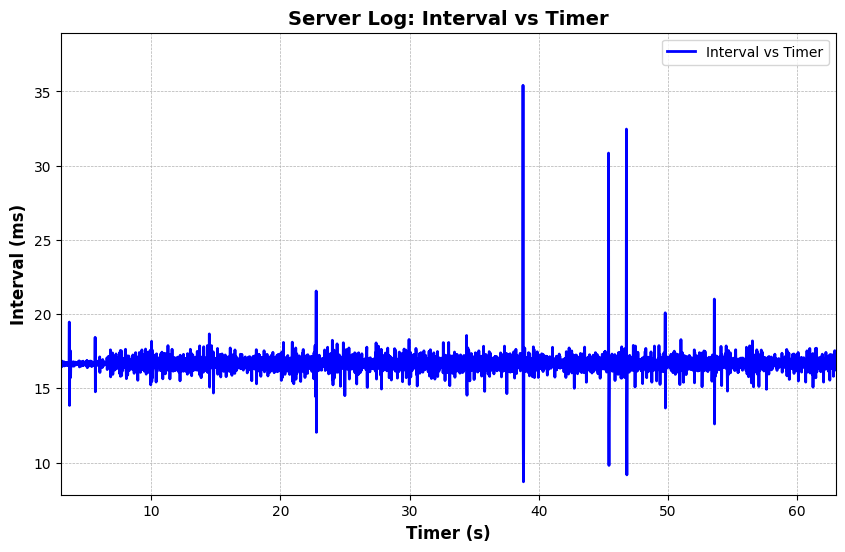 Server Log: Interval vs Timer
Interval vs Timer
Interval (ms)
35
30
25
20
15
10
10 20 30 40 50 60
Timer (s)